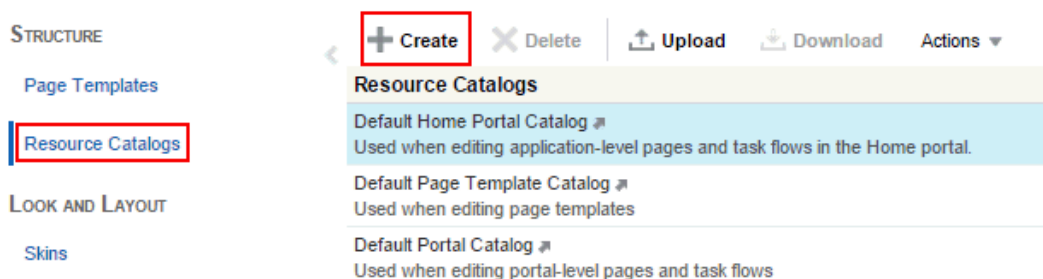 STRUCTURE
Page Templates
Resource Catalogs
LOOK AND LAYOUT
Skins
Create Delete Upload Download Actions
Resource Catalogs
Default Home Portal Catalog
Used when editing application-level pages and task flows in the Home portal.
Default Page Template Catalog
Used when editing page templates
Default Portal Catalog
Used when editing portal-level pages and task flows